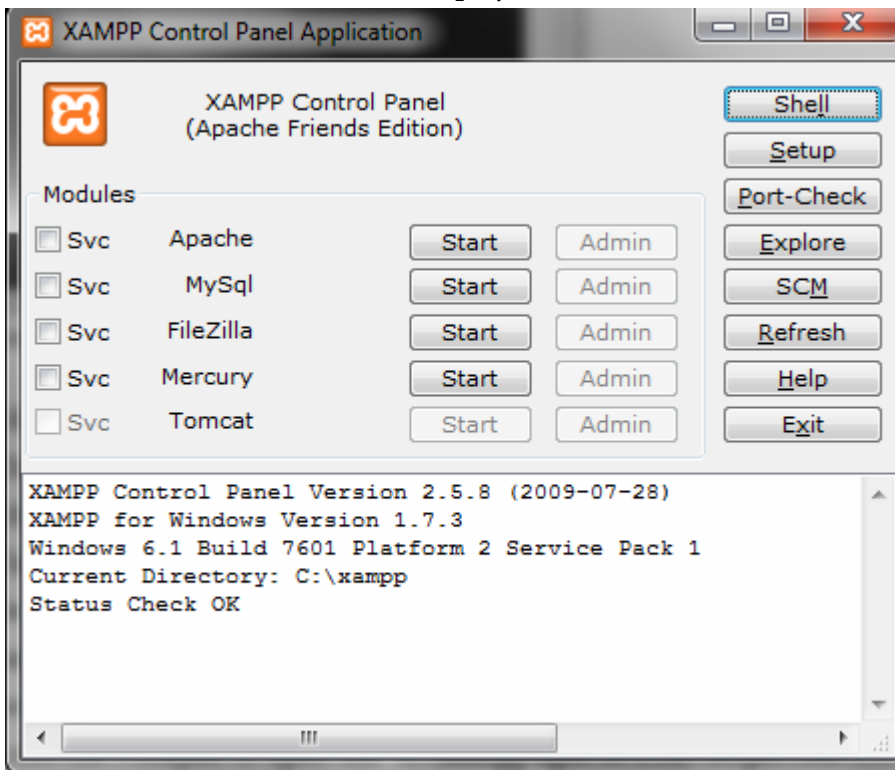 XAMPP Control Panel Application
XAMPP Control Panel
(Apache Friends Edition)
Shell
Setup
Modules
Port-Check
Svc Apache Start Admin Explore
Svc MySql Start Admin SCM
Svc FileZilla Start Admin Refresh
Svc Mercury Start Admin Help
Svc Tomcat Start Admin Exit
XAMPP Control Panel Version 2.5.8 (2009-07-28)
XAMPP for Windows Version 1.7.3
Windows 6.1 Build 7601 Platform 2 Service Pack 1
Current Directory: C:\xampp
Status Check OK